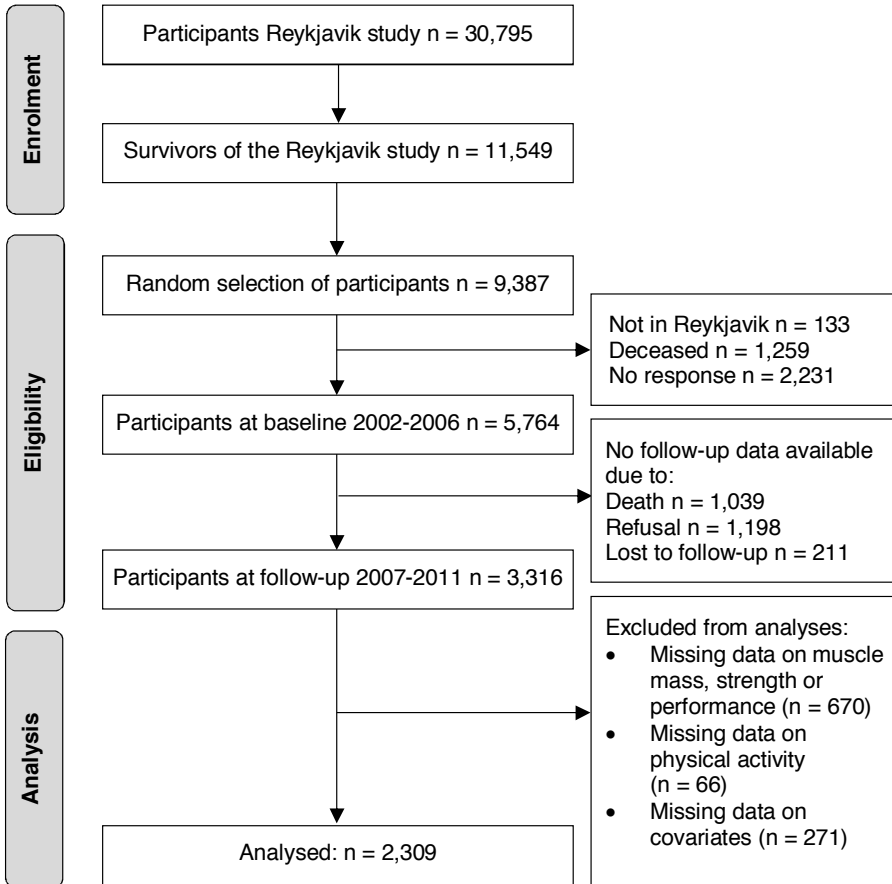 Enrolment
Participants Reykjavik study n = 30,795
Survivors of the Reykjavik study n = 11,549
Eligibility
Random selection of participants n = 9,387
Not in Reykjavik n = 133
Deceased n = 1,259
No response n = 2,231
Participants at baseline 2002-2006 n = 5,764
No follow-up data available
due to:
Death n = 1,039
Refusal n = 1,198
Lost to follow-up n = 211
Participants at follow-up 2007-2011 n = 3,316
Analysis
Excluded from analyses:
• Missing data on muscle
mass, strength or
performance (n = 670)
• Missing data on
physical activity
(n = 66)
• Missing data on
covariates (n = 271)
Analysed: n = 2,309